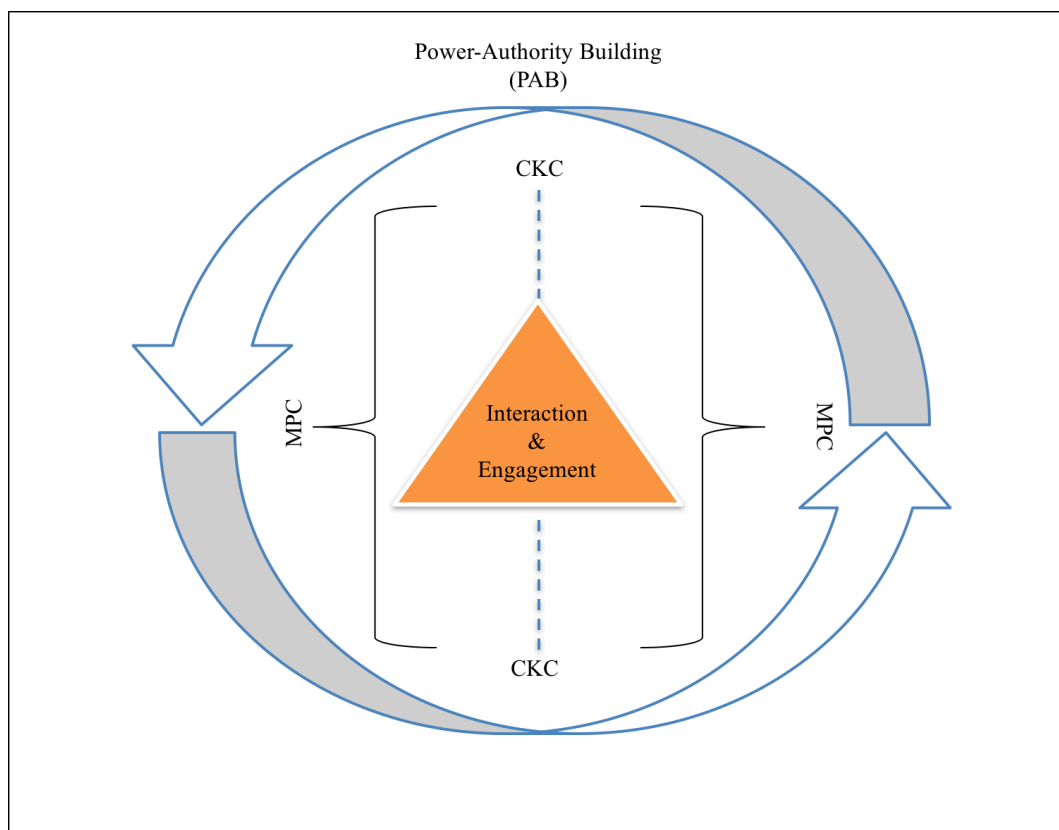 Power-Authority Building
(PAB)
CKC
MPC
Interaction
&
Engagement
MPC
CKC